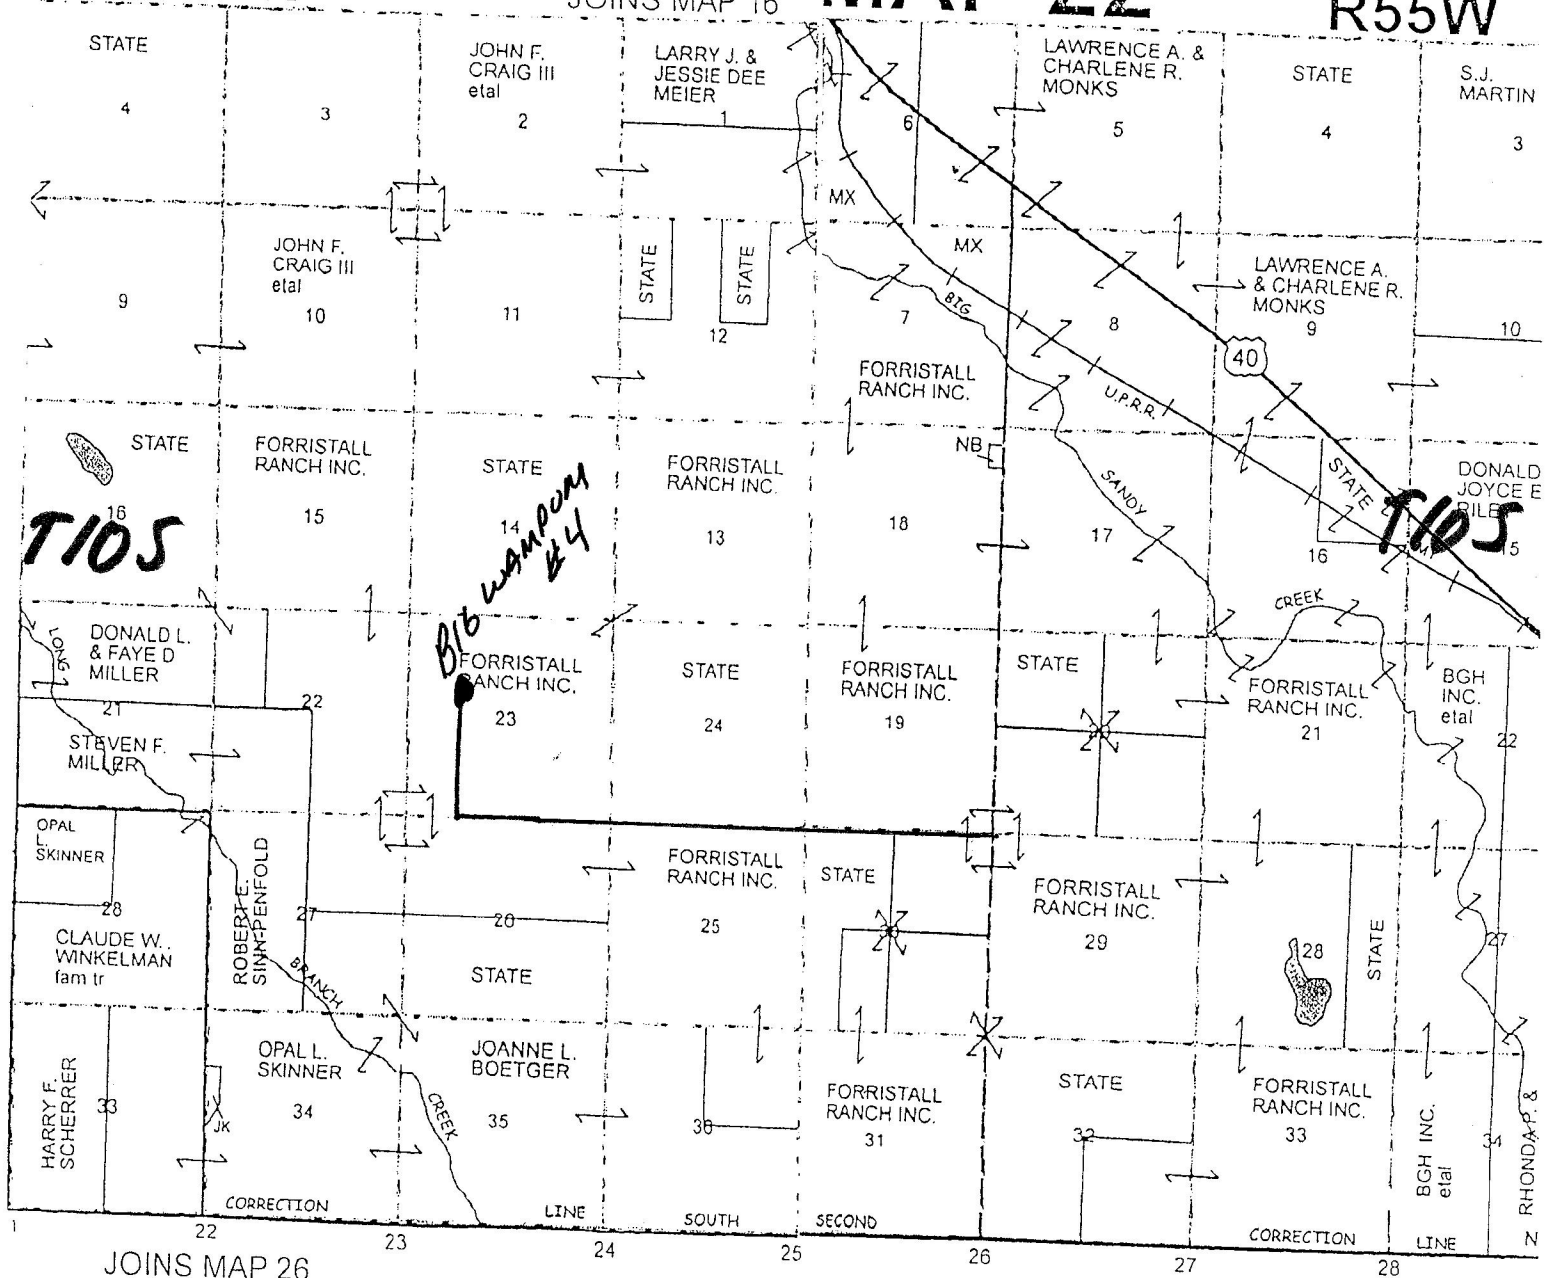 JOINS MAP 16
MAP 22
R55W
STATE
4
3
JOHN F.
CRAIG III
etal
2
LARRY J. &
JESSIE DEE
MEIER
1
6
LAWRENCE A. &
CHARLENE R.
MONKS
5
STATE
4
S.J.
MARTIN
3
MX
MX
9
JOHN F.
CRAIG III
etal
10
11
STATE
STATE
12
7
BIG
8
LAWRENCE A.
& CHARLENE R.
MONKS
9
10
40
FORRISTALL
RANCH INC.
U.P.R.R.
STATE
16
FORRISTALL
RANCH INC.
15
STATE
14
FORRISTALL
RANCH INC.
13
18
NB
SANDY
17
STATE
16
DONALD
JOYCE E
RILE
15
T10S
T10S
BIG WAMPUM
#4
CREEK
LONG
DONALD L.
& FAYE D
MILLER
21
22
STEVEN F.
MILLER
FORRISTALL
RANCH INC.
23
STATE
24
FORRISTALL
RANCH INC.
19
STATE
FORRISTALL
RANCH INC.
21
BGH
INC.
etal
22
OPAL
L.
SKINNER
28
CLAUDE W.
WINKELMAN
fam tr
ROBERT E.
SINN-PENFOLD
27
BRANCH
26
STATE
FORRISTALL
RANCH INC.
25
STATE
FORRISTALL
RANCH INC.
29
28
STATE
27
HARRY F.
SCHERRER
33
JK
OPAL L.
SKINNER
34
CREEK
JOANNE L.
BOETGER
35
36
FORRISTALL
RANCH INC.
31
STATE
32
FORRISTALL
RANCH INC.
33
BGH INC.
etal
34
RHONDA P. &
N
CORRECTION LINE SOUTH SECOND CORRECTION LINE
1 22 23 24 25 26 27 28
JOINS MAP 26